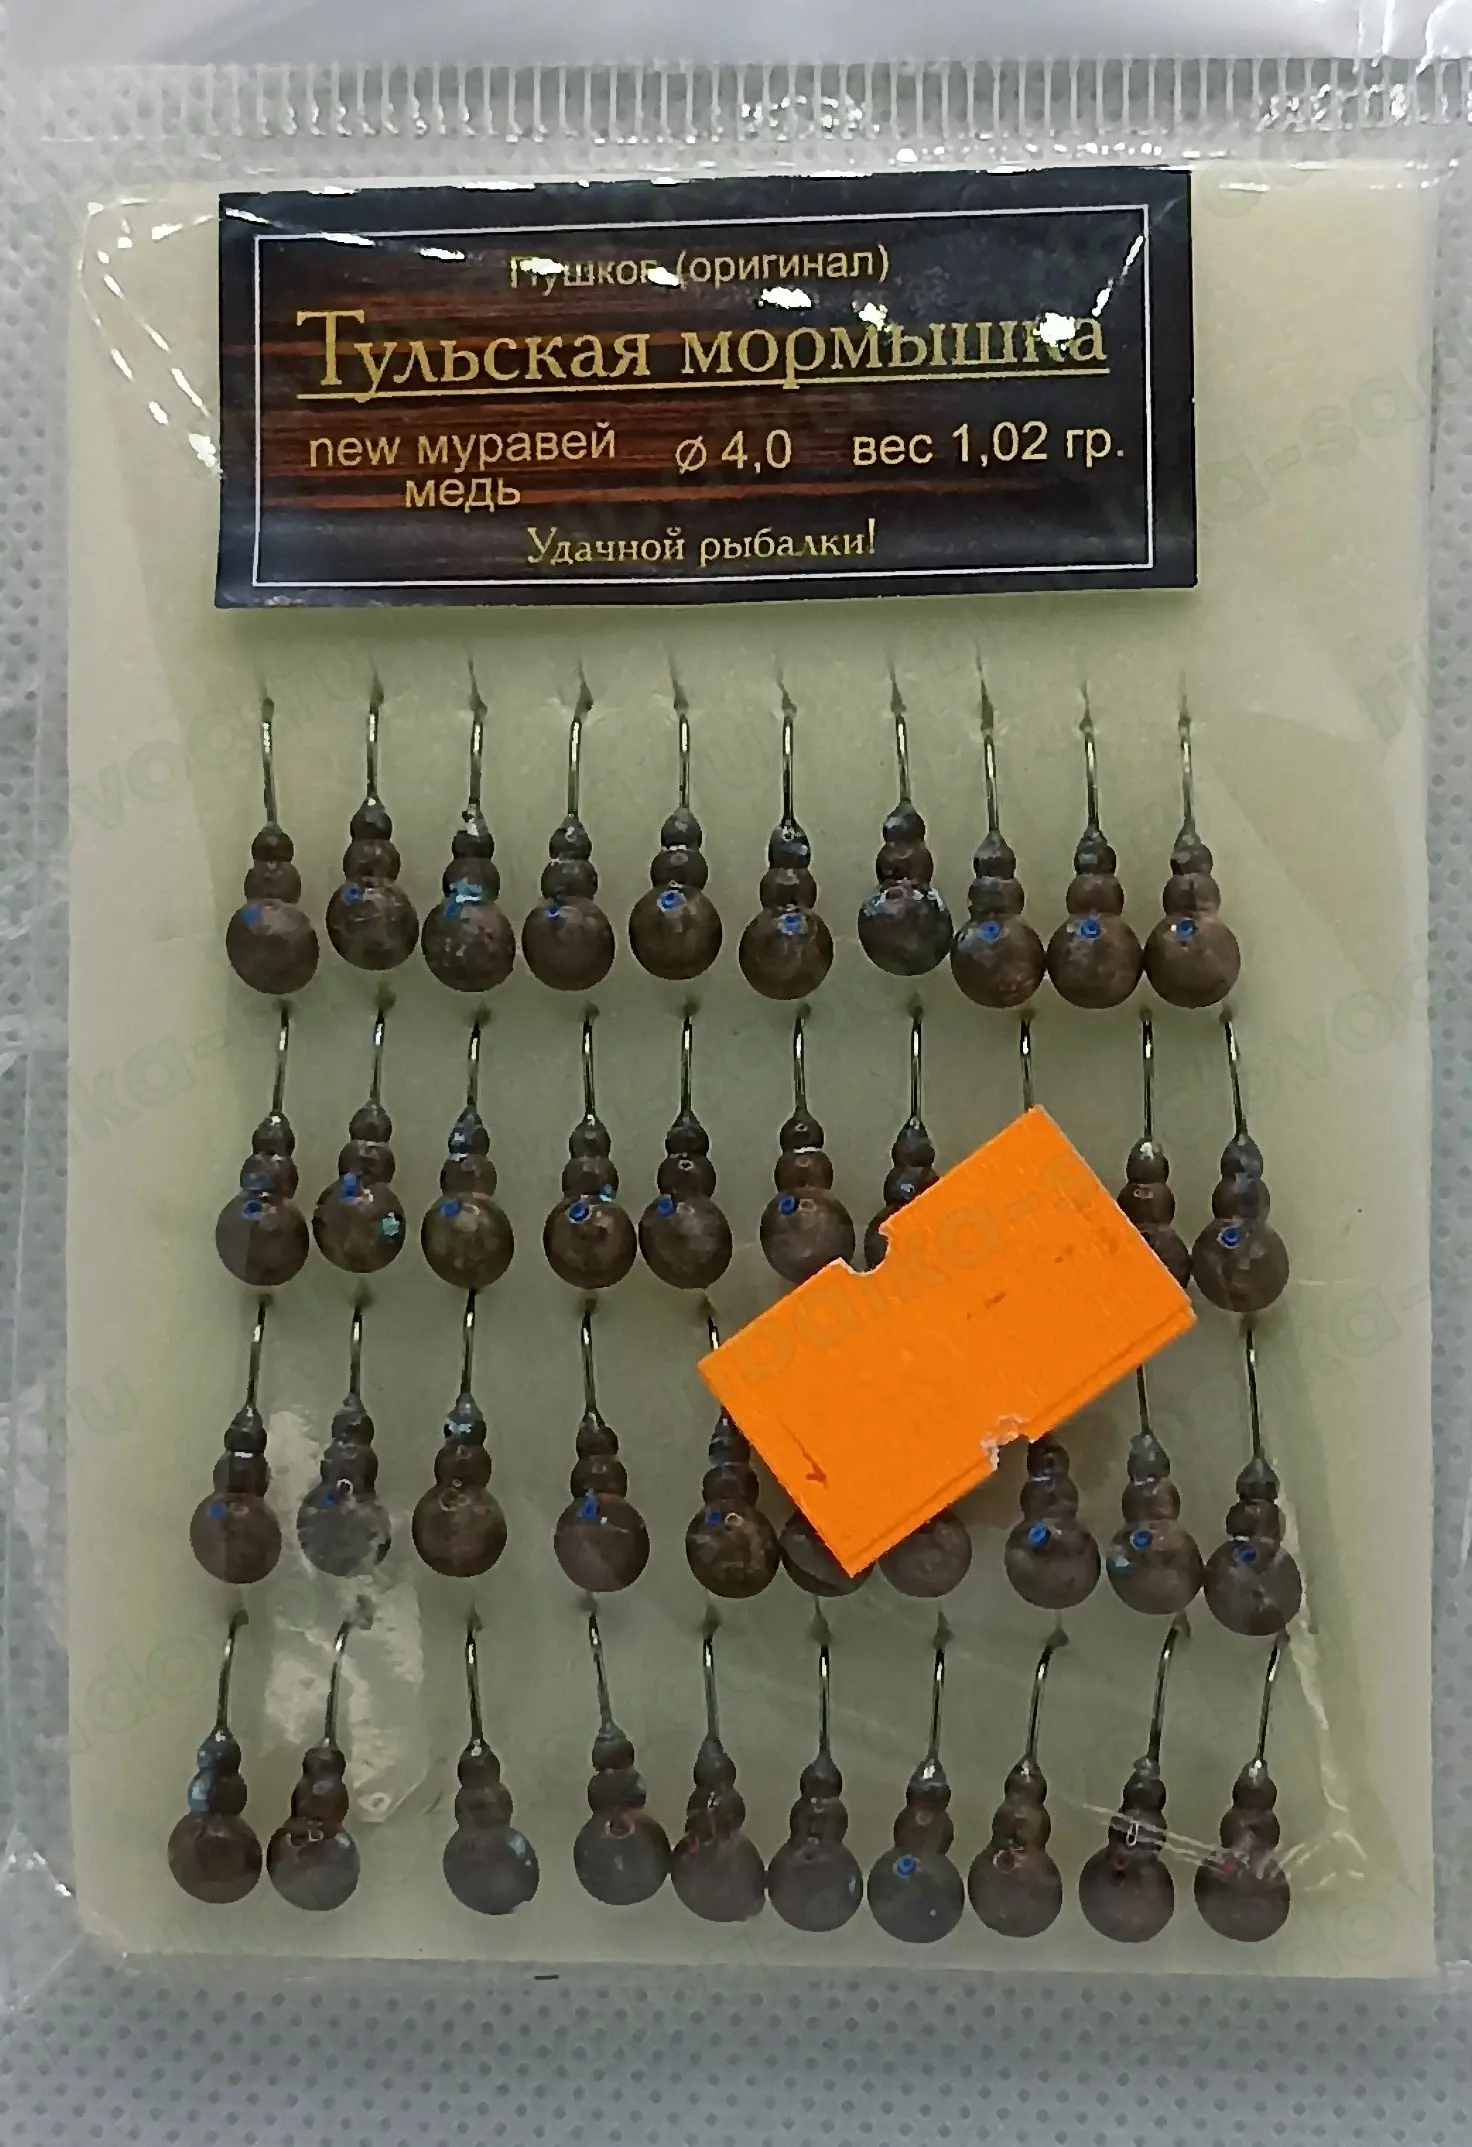 Пушков (оригинал)
Тульская мормышка
new муравей ⌀ 4,0 вес 1,02 гр.
медь
Удачной рыбалки!